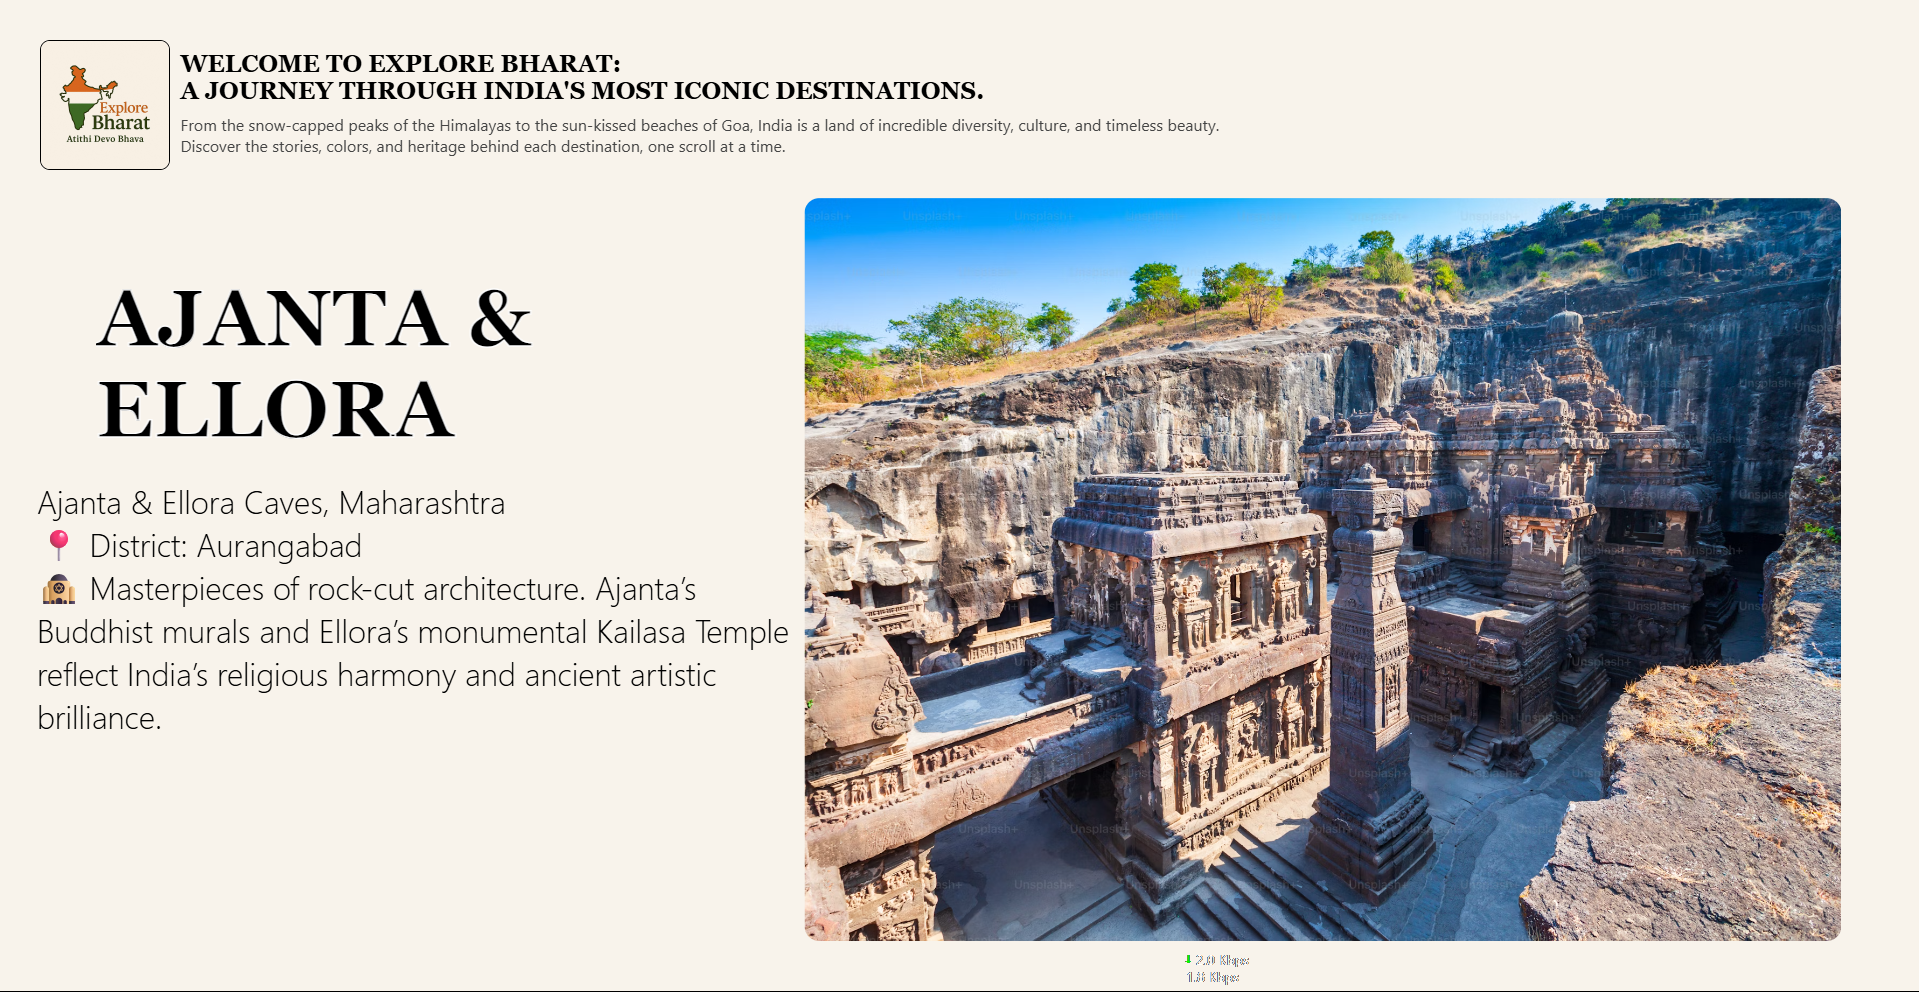 Explore
Bharat
Atithi Devo Bhava
WELCOME TO EXPLORE BHARAT:
A JOURNEY THROUGH INDIA'S MOST ICONIC DESTINATIONS.
From the snow-capped peaks of the Himalayas to the sun-kissed beaches of Goa, India is a land of incredible diversity, culture, and timeless beauty.
Discover the stories, colors, and heritage behind each destination, one scroll at a time.
AJANTA &
ELLORA
Ajanta & Ellora Caves, Maharashtra
📍 District: Aurangabad
🕍 Masterpieces of rock-cut architecture. Ajanta’s
Buddhist murals and Ellora’s monumental Kailasa Temple
reflect India’s religious harmony and ancient artistic
brilliance.
Unsplash+